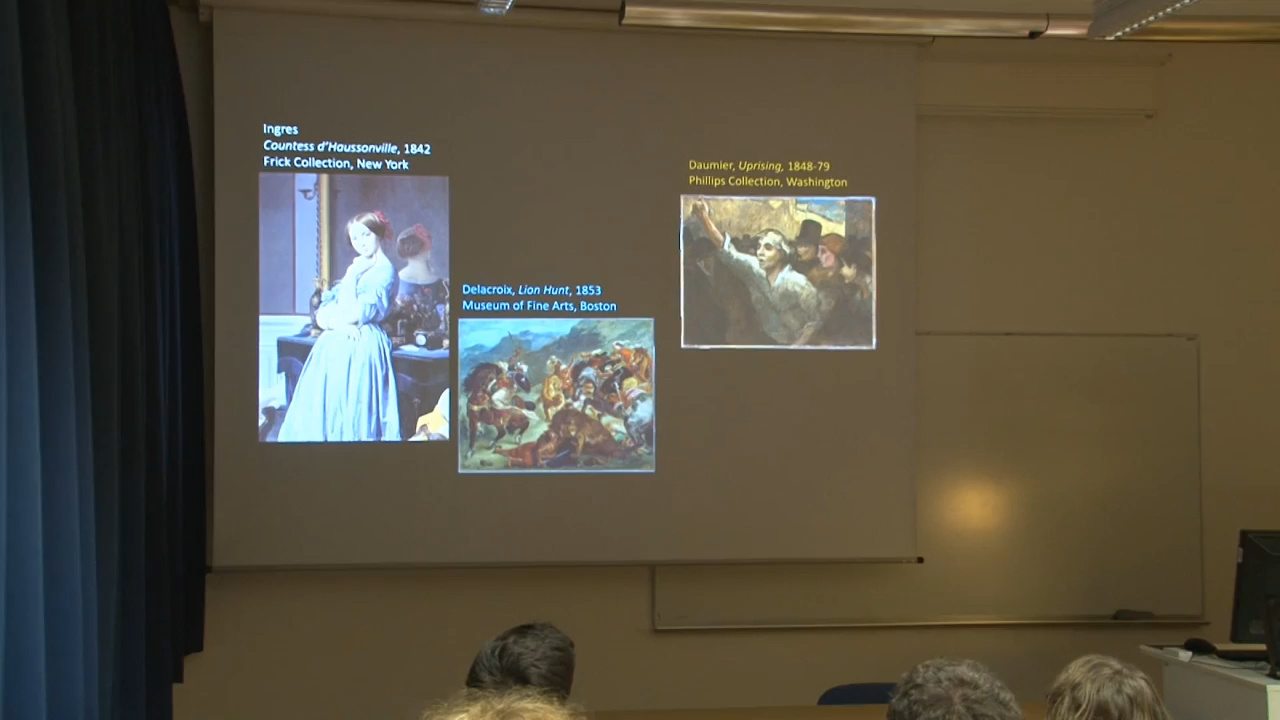 Ingres
Countess d'Haussonville, 1842
Frick Collection, New York
Delacroix, Lion Hunt, 1853
Museum of Fine Arts, Boston
Daumier, Uprising, 1848-79
Phillips Collection, Washington